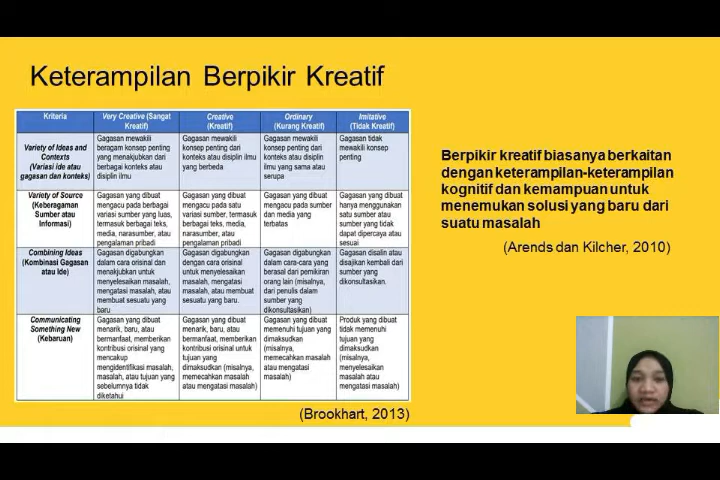 Keterampilan Berpikir Kreatif
Kriteria
Very Creative (Sangat
Kreatif)
Creative
(Kreatif)
Ordinary
(Kurang Kreatif)
Imitative
(Tidak Kreatif)
Variety of Ideas and
Contexts
(Variasi ide atau
gagasan dan konteks)
Gagasan mewakili
beragam konsep penting
yang menakjubkan dari
berbagai konteks atau
disiplin ilmu
Gagasan mewakili
konsep penting dari
konteks atau disiplin ilmu
yang berbeda
Gagasan mewakili
konsep penting dari
konteks atau disiplin
ilmu yang sama atau
serupa
Gagasan tidak
mewakili konsep
penting
Variety of Source
(Keberagaman
Sumber atau
Informasi)
Gagasan yang dibuat
mengacu pada berbagai
variasi sumber yang luas,
termasuk berbagai teks,
media, narasumber, atau
pengalaman pribadi
Gagasan yang dibuat
mengacu pada satu
variasi sumber, termasuk
berbagai teks, media,
narasumber, atau
pengalaman pribadi
Gagasan yang dibuat
mengacu pada sumber
dan media yang
terbatas
Gagasan yang dibuat
hanya menggunakan
satu sumber atau
sumber yang tidak
dapat dipercaya atau
sesuai
Combining Ideas
(Kombinasi Gagasan
atau Ide)
Gagasan digabungkan
dalam cara orisinal dan
menakjubkan untuk
menyelesaikan masalah,
mengatasi masalah, atau
membuat sesuatu yang
baru
Gagasan digabungkan
dengan cara orisinal
untuk menyelesaikan
masalah, mengatasi
masalah, atau membuat
sesuatu yang baru.
Gagasan digabungkan
dalam cara-cara yang
berasal dari pemikiran
orang lain (misalnya,
dari penulis dalam
sumber yang
dikonsultasikan)
Gagasan disalin atau
disajikan kembali dari
sumber yang
dikonsultasikan.
Communicating
Something New
(Kebaruan)
Gagasan yang dibuat
menarik, baru, atau
bermanfaat, memberikan
kontribusi orisinal yang
mencakup
mengidentifikasi masalah,
masalah, atau tujuan yang
sebelumnya tidak
diketahui
Gagasan yang dibuat
menarik, baru, atau
bermanfaat, memberikan
kontribusi orisinal untuk
tujuan yang
dimaksudkan (misalnya,
memecahkan masalah
atau mengatasi masalah)
Gagasan yang dibuat
memenuhi tujuan yang
dimaksudkan
(misalnya,
memecahkan masalah
atau mengatasi
masalah)
Produk yang dibuat
tidak memenuhi
tujuan yang
dimaksudkan
(misalnya,
menyelesaikan
masalah atau
mengatasi masalah)
(Brookhart, 2013)
Berpikir kreatif biasanya berkaitan
dengan keterampilan-keterampilan
kognitif dan kemampuan untuk
menemukan solusi yang baru dari
suatu masalah
(Arends dan Kilcher, 2010)